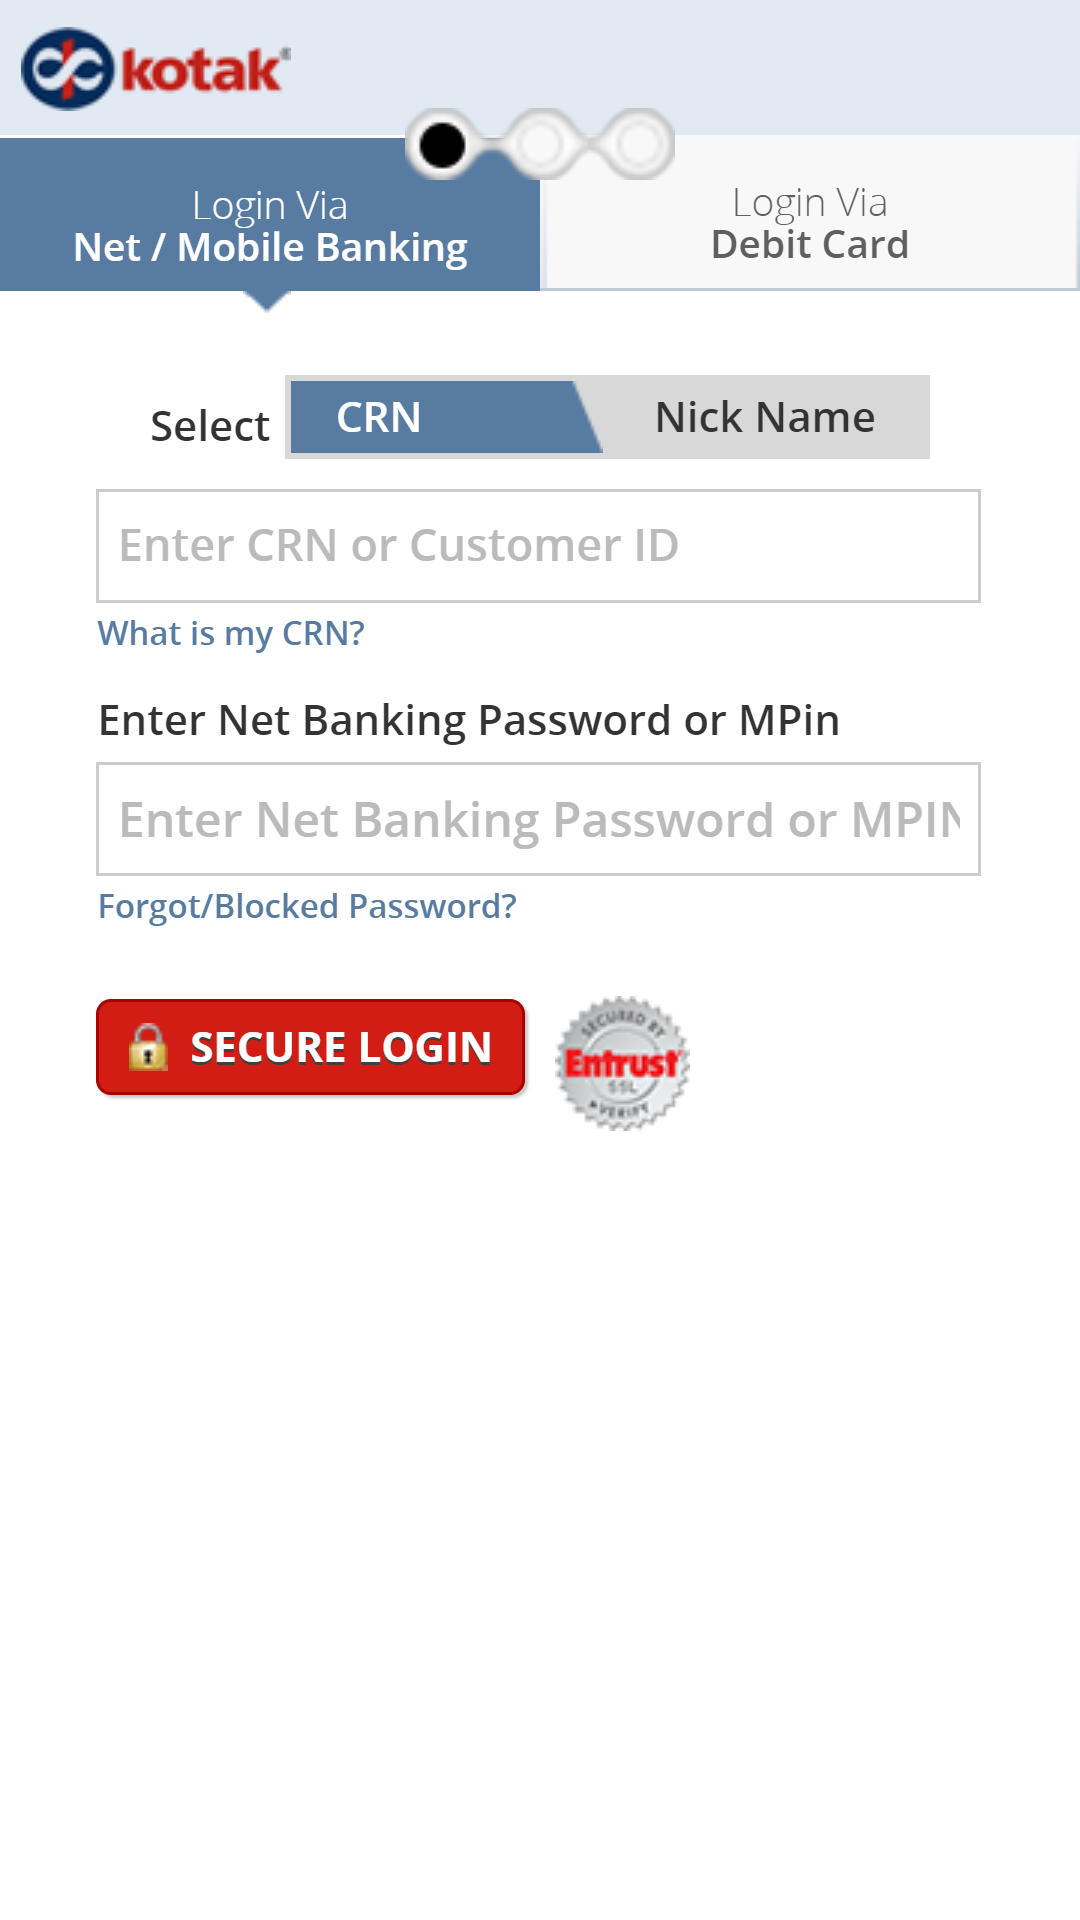 kotak
Login Via
Net / Mobile Banking
Login Via
Debit Card
Select
CRN
Nick Name
Enter CRN or Customer ID
What is my CRN?
Enter Net Banking Password or MPin
Enter Net Banking Password or MPIN
Forgot/Blocked Password?
SECURE LOGIN
SECURED BY
Entrust
SSL
VERIFY